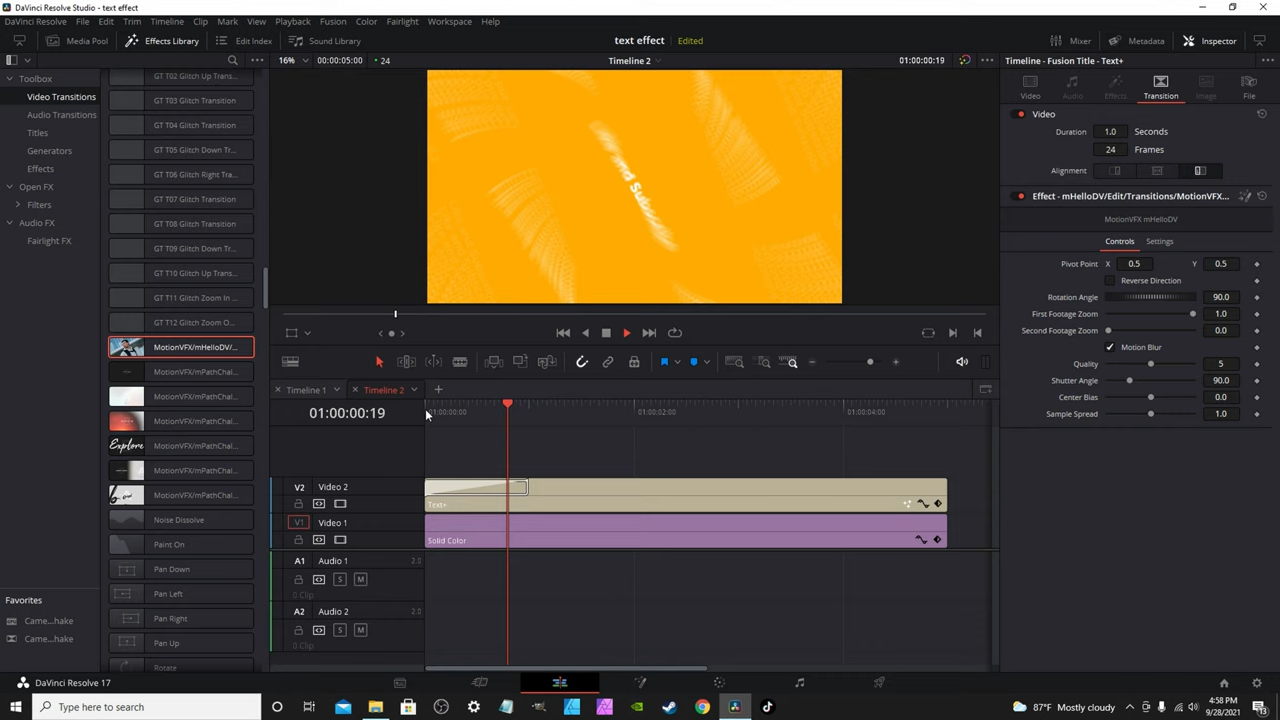 DaVinci Resolve Studio - text effect
DaVinci Resolve File Edit Trim Timeline Clip Mark View Playback Fusion Color Fairlight Workspace Help
Media Pool Effects Library Edit Index Sound Library text effect Edited Mixer Metadata Inspector
16% 00:00:05:00 24 Timeline 2 01:00:00:19 Timeline - Fusion Title - Text+
Toolbox
Video Transitions
Audio Transitions
Titles
Generators
Effects
Open FX
Filters
Audio FX
Fairlight FX
Favorites
Came...hake
Came...hake
GT T02 Glitch Up Trans...
GT T03 Glitch Transition
GT T04 Glitch Transition
GT T05 Glitch Down Tr...
GT T06 Glitch Right Tra...
GT T07 Glitch Transition
GT T08 Glitch Transition
GT T09 Glitch Down Tr...
GT T10 Glitch Up Trans...
GT T11 Glitch Zoom In ...
GT T12 Glitch Zoom O...
MotionVFX/mHelloDV/...
MotionVFX/mPathChal...
MotionVFX/mPathChal...
MotionVFX/mPathChal...
Explore MotionVFX/mPathChal...
MotionVFX/mPathChal...
MotionVFX/mPathChal...
Noise Dissolve
Paint On
Pan Down
Pan Left
Pan Right
Pan Up
Rotate
Timeline 1 Timeline 2
01:00:00:19 01:00:00:00 01:00:02:00 01:00:04:00
V2 Video 2
Text+
V1 Video 1
Solid Color
A1 Audio 1 2.0
S M
0 Clip
A2 Audio 2 2.0
S M
0 Clip
Video Audio Effects Transition Image File
Video
Duration 1.0 Seconds
24 Frames
Alignment
Effect - mHelloDV/Edit/Transitions/MotionVFX...
MotionVFX mHelloDV
Controls Settings
Pivot Point X 0.5 Y 0.5
Reverse Direction
Rotation Angle 90.0
First Footage Zoom 1.0
Second Footage Zoom 0.0
Motion Blur
Quality 5
Shutter Angle 90.0
Center Bias 0.0
Sample Spread 1.0
DaVinci Resolve 17
Type here to search
87°F Mostly cloudy
4:58 PM
9/28/2021